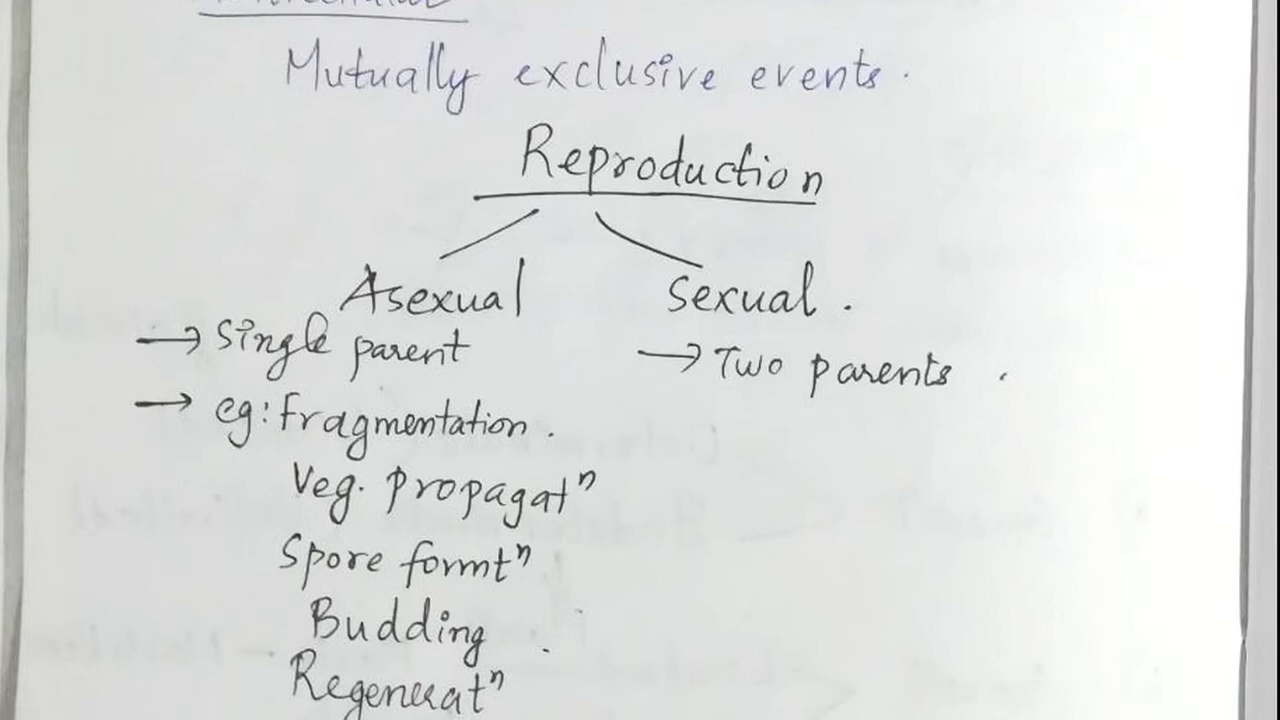 Mutually exclusive events.
Reproduction
Asexual
Sexual.
→ Single parent
→ Two parents.
→ eg: Fragmentation.
Veg. propagatⁿ
Spore formtⁿ
Budding
Regeneratⁿ